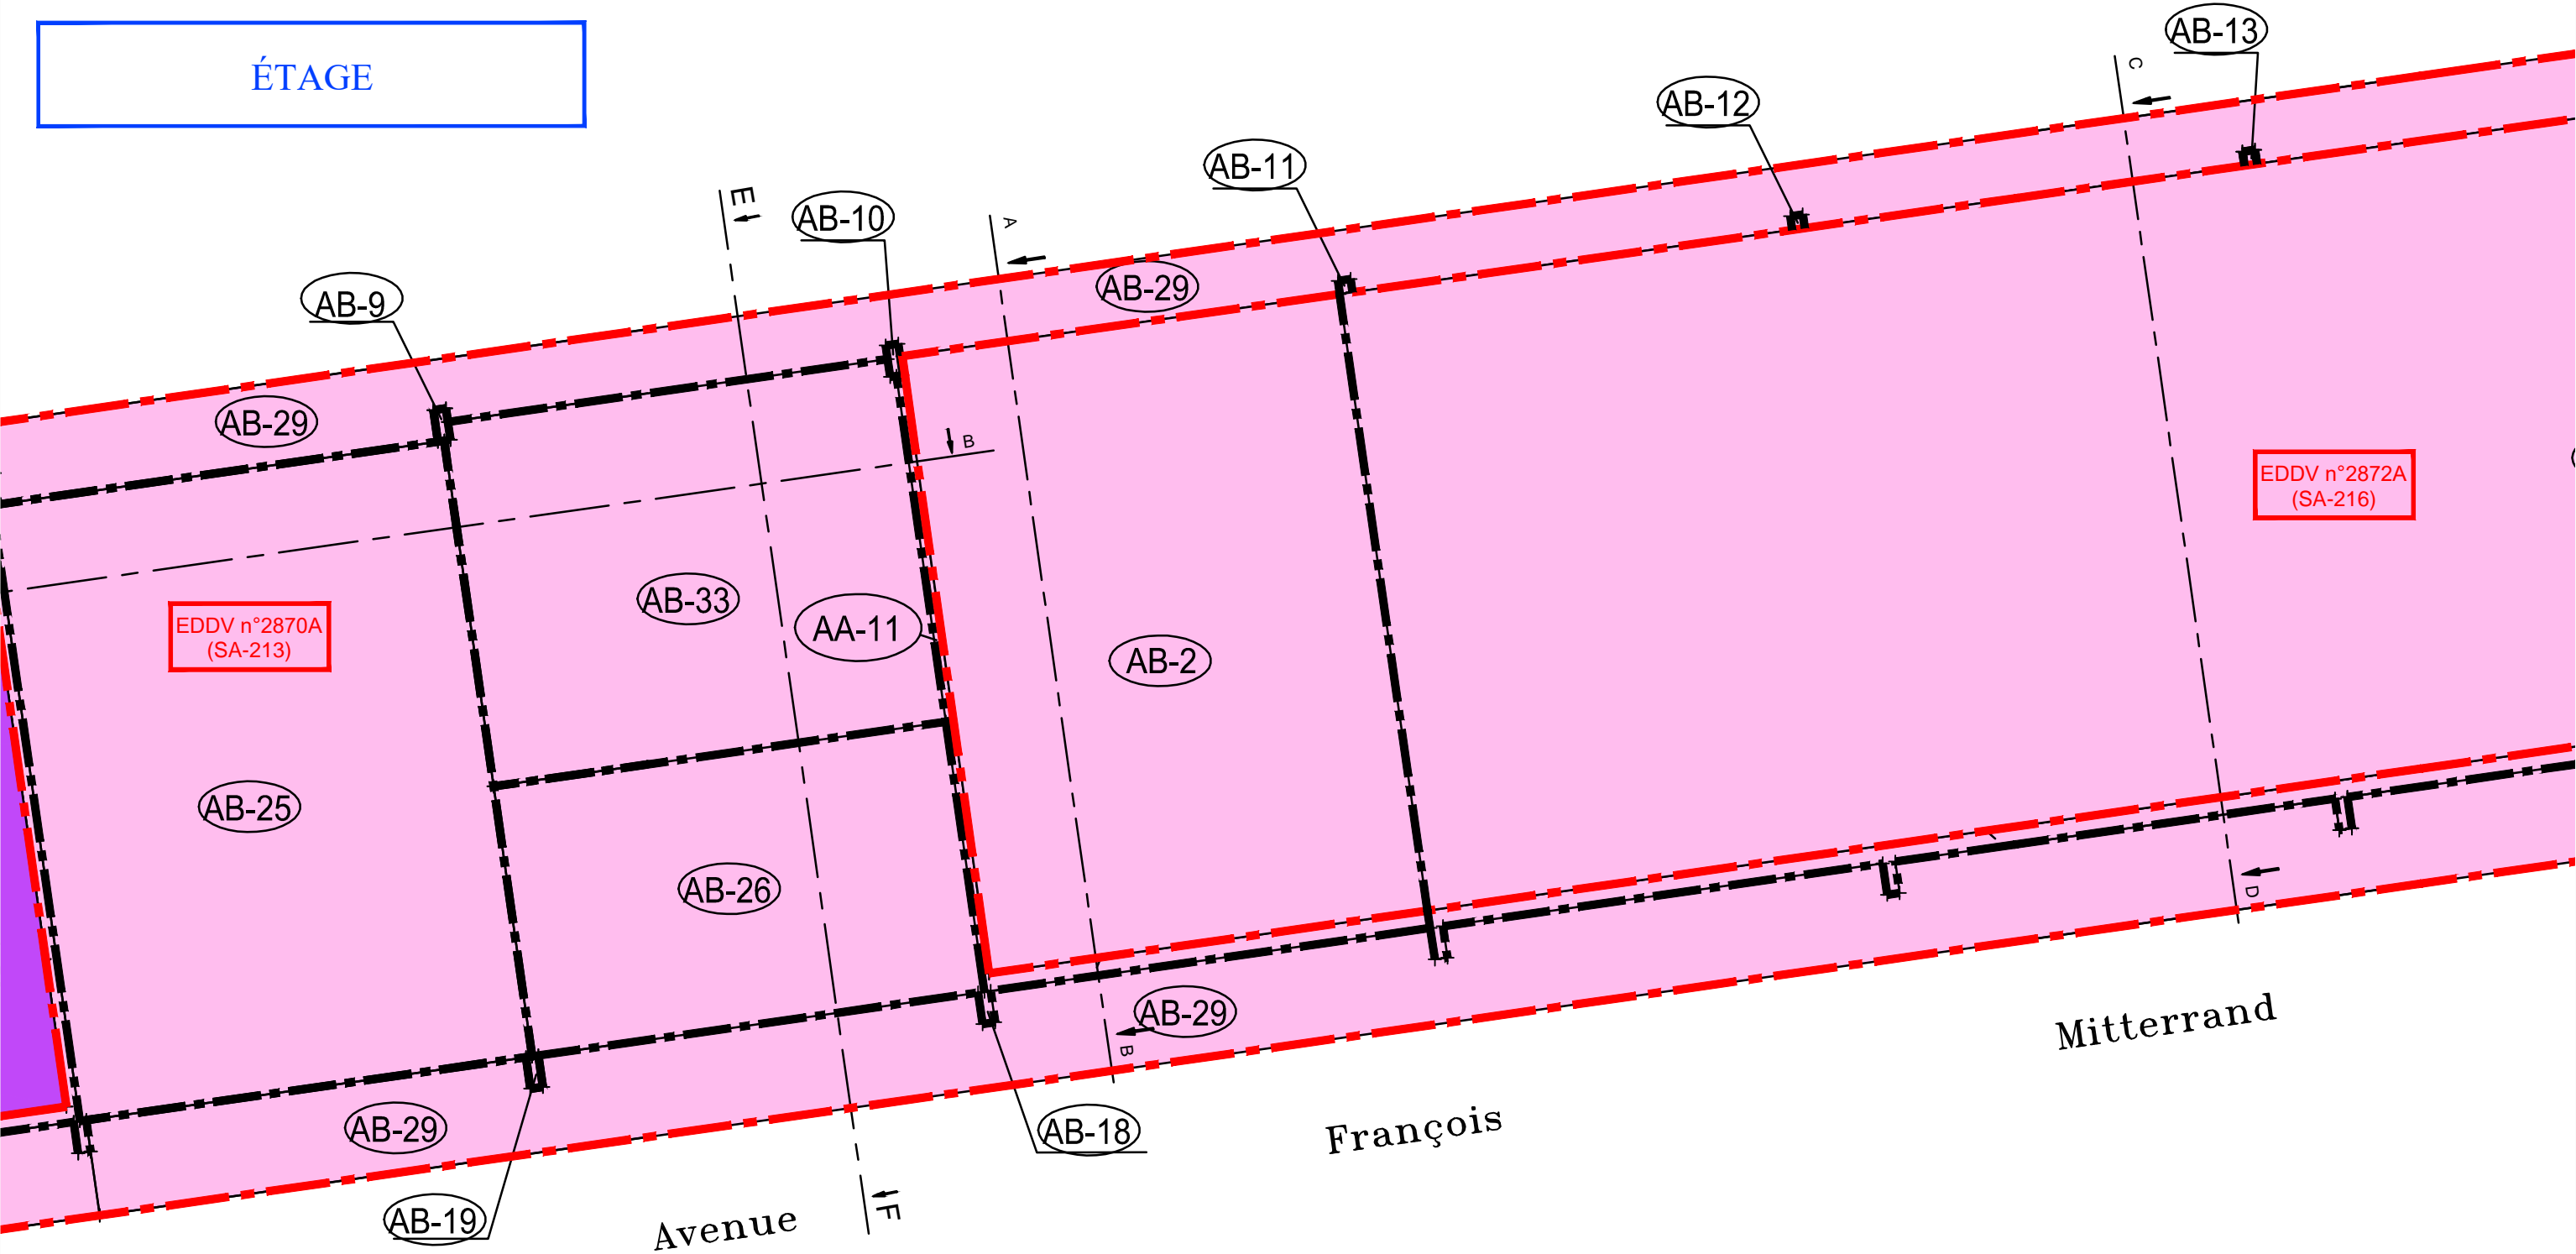 ÉTAGE
AB-13
C
AB-12
AB-11
E
AB-10
A
AB-29
AB-9
AB-29
B
EDDV n°2872A
(SA-216)
AB-33
AA-11
EDDV n°2870A
(SA-213)
AB-2
AB-25
AB-26
D
AB-29
B
AB-29
AB-18
AB-19
F
Avenue
François
Mitterrand